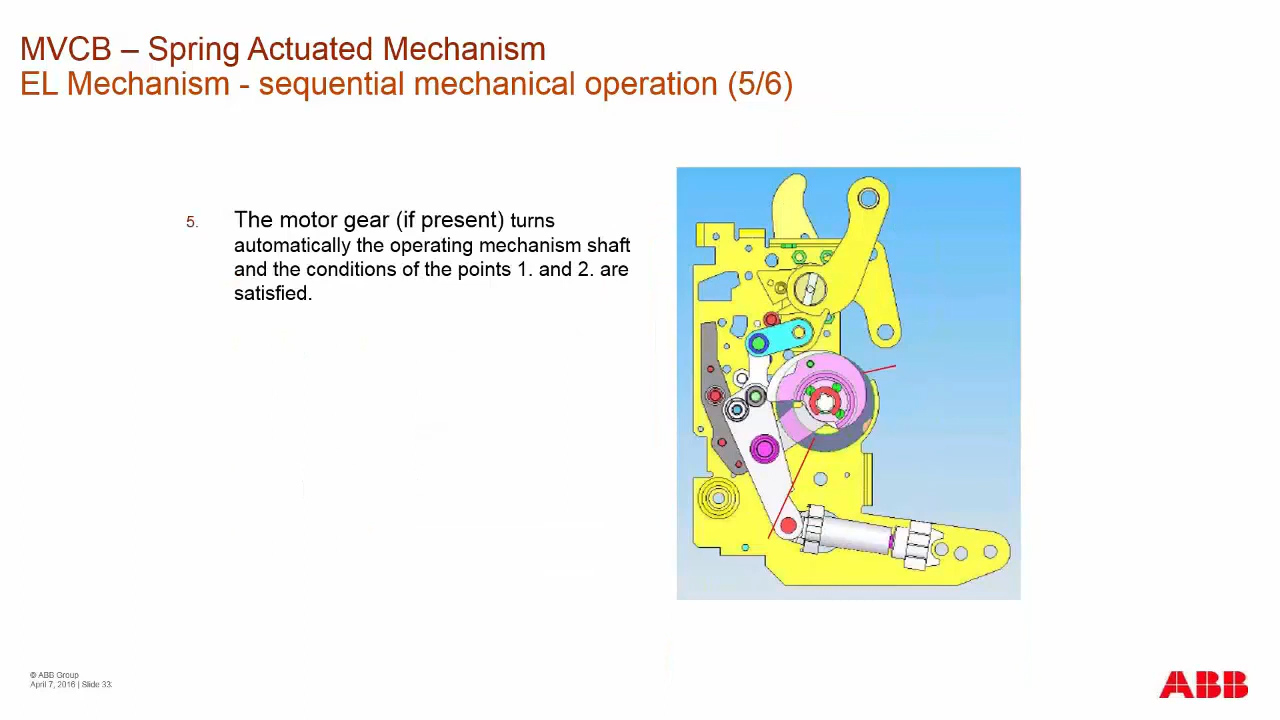 MVCB – Spring Actuated Mechanism
EL Mechanism - sequential mechanical operation (5/6)
5. The motor gear (if present) turns
automatically the operating mechanism shaft
and the conditions of the points 1. and 2. are
satisfied.
© ABB Group
April 7, 2016 | Slide 33
ABB